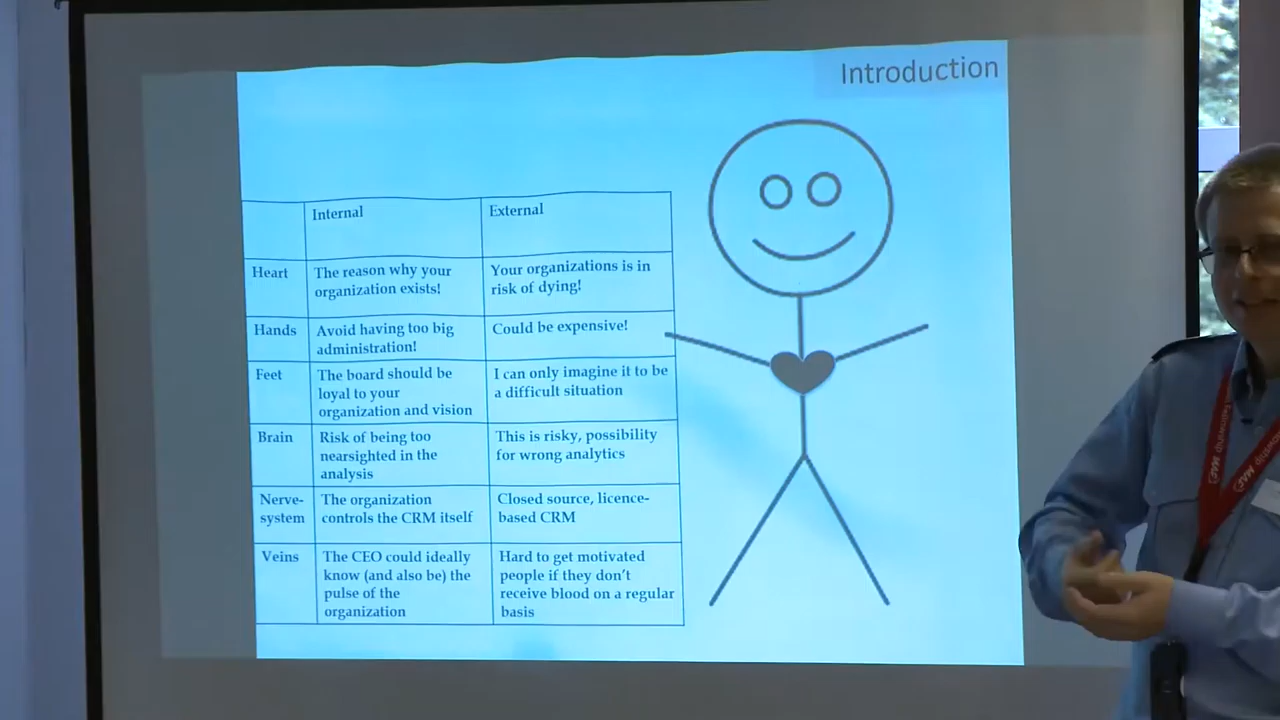 Introduction
Internal
External
Heart
The reason why your
organization exists!
Your organizations is in
risk of dying!
Hands
Avoid having too big
administration!
Could be expensive!
Feet
The board should be
loyal to your
organization and vision
I can only imagine it to be
a difficult situation
Brain
Risk of being too
nearsighted in the
analysis
This is risky, possibility
for wrong analytics
Nerve-
system
The organization
controls the CRM itself
Closed source, licence-
based CRM
Veins
The CEO could ideally
know (and also be) the
pulse of the
organization
Hard to get motivated
people if they don't
receive blood on a regular
basis
MAF
MAF